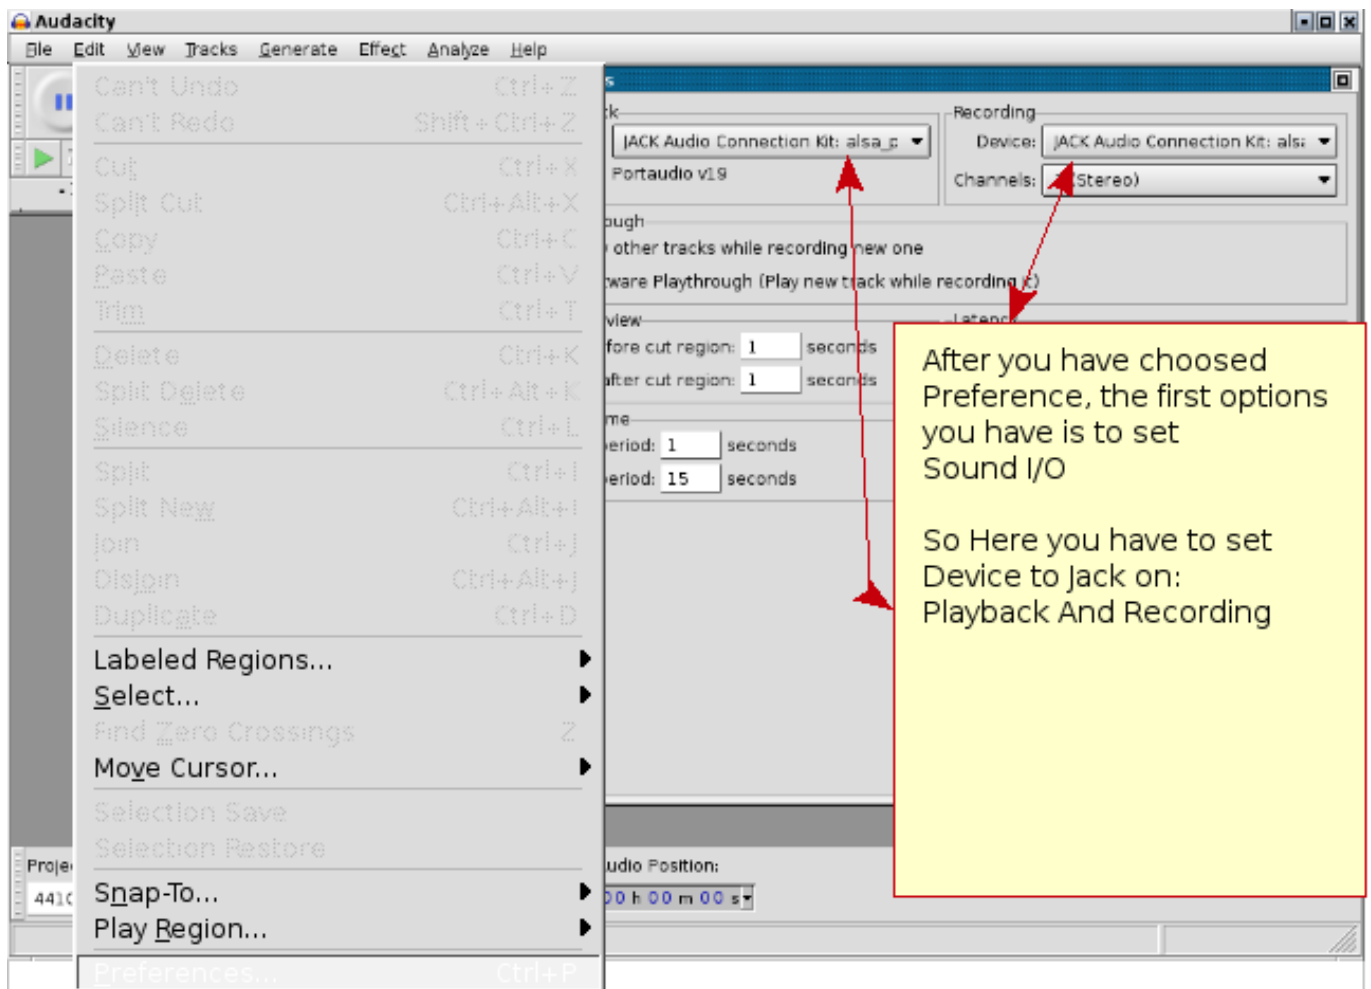 Audacity
File Edit View Tracks Generate Effect Analyze Help
Can't Undo Ctrl+Z
Can't Redo Shift+Ctrl+Z
Cut Ctrl+X
Split Cut Ctrl+Alt+X
Copy Ctrl+C
Paste Ctrl+V
Trim Ctrl+T
Delete Ctrl+K
Split Delete Ctrl+Alt+K
Silence Ctrl+L
Split Ctrl+I
Split New Ctrl+Alt+I
Join Ctrl+J
Disjoin Ctrl+Alt+J
Duplicate Ctrl+D
Labeled Regions...
Select...
Find Zero Crossings Z
Move Cursor...
Selection Save
Selection Restore
Snap-To...
Play Region...
Preferences... Ctrl+P
JACK Audio Connection Kit: alsa_p
Portaudio v19
Recording
Device: JACK Audio Connection Kit: alsa
Channels: (Stereo)
other tracks while recording new one
ware Playthrough (Play new track while recording it)
view
fore cut region: 1 seconds
after cut region: 1 seconds
Latency
period: 1 seconds
period: 15 seconds
After you have choosed
Preference, the first options
you have is to set
Sound I/O
So Here you have to set
Device to Jack on:
Playback And Recording
Proje
4410
udio Position:
00 h 00 m 00 s